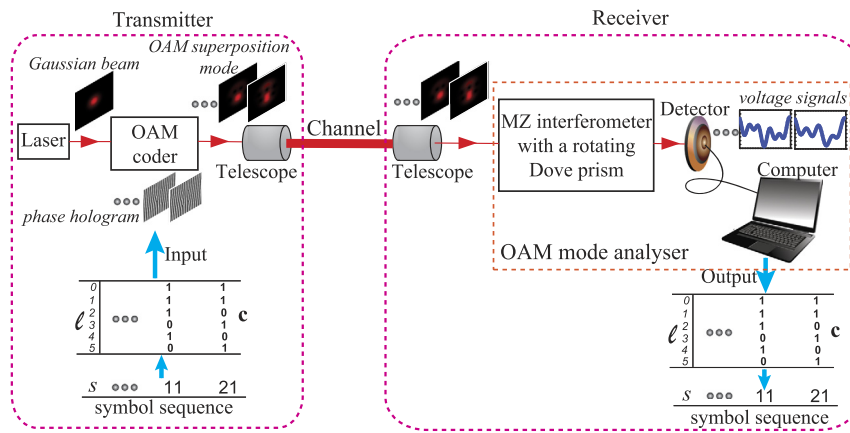 Transmitter
Receiver
Gaussian beam
OAM superposition
mode
Laser
OAM
coder
Telescope
Channel
Telescope
MZ interferometer
with a rotating
Dove prism
Detector
voltage signals
Computer
OAM mode analyser
phase hologram
Input
Output
ℓ
c
0 1 1
1 1 1
2 1 0
3 0 1
4 1 0
5 0 1
s 11 21
symbol sequence
ℓ
c
0 1 1
1 1 1
2 1 0
3 0 1
4 1 0
5 0 1
s 11 21
symbol sequence